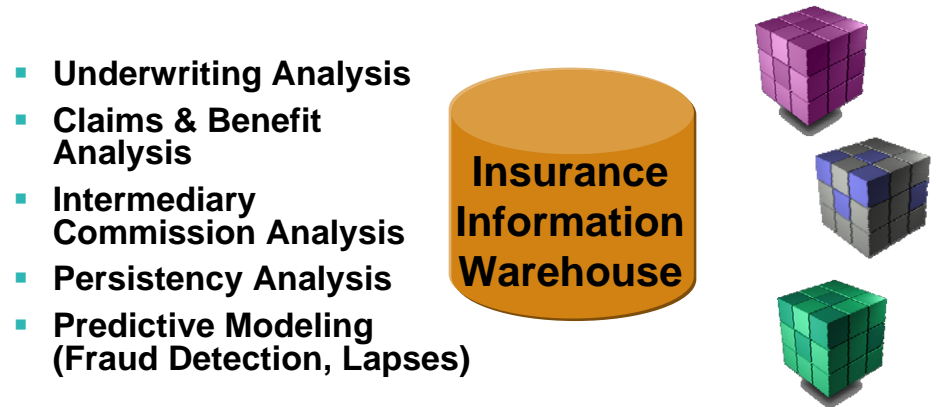 ▪ Underwriting Analysis
▪ Claims & Benefit
Analysis
▪ Intermediary
Commission Analysis
▪ Persistency Analysis
▪ Predictive Modeling
(Fraud Detection, Lapses)
Insurance
Information
Warehouse